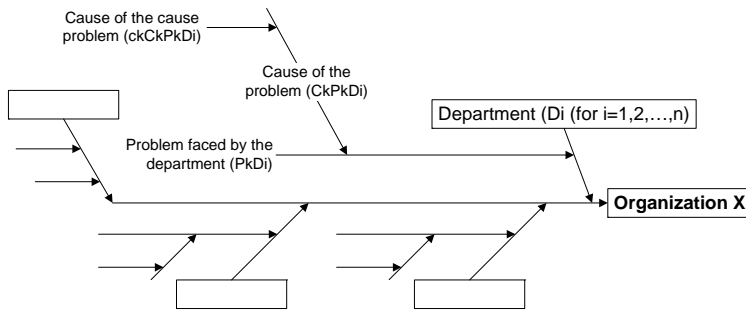 Cause of the cause
problem (ckCkPkDi)
Cause of the
problem (CkPkDi)
Department (Di (for i=1,2,…,n)
Problem faced by the
department (PkDi)
Organization X